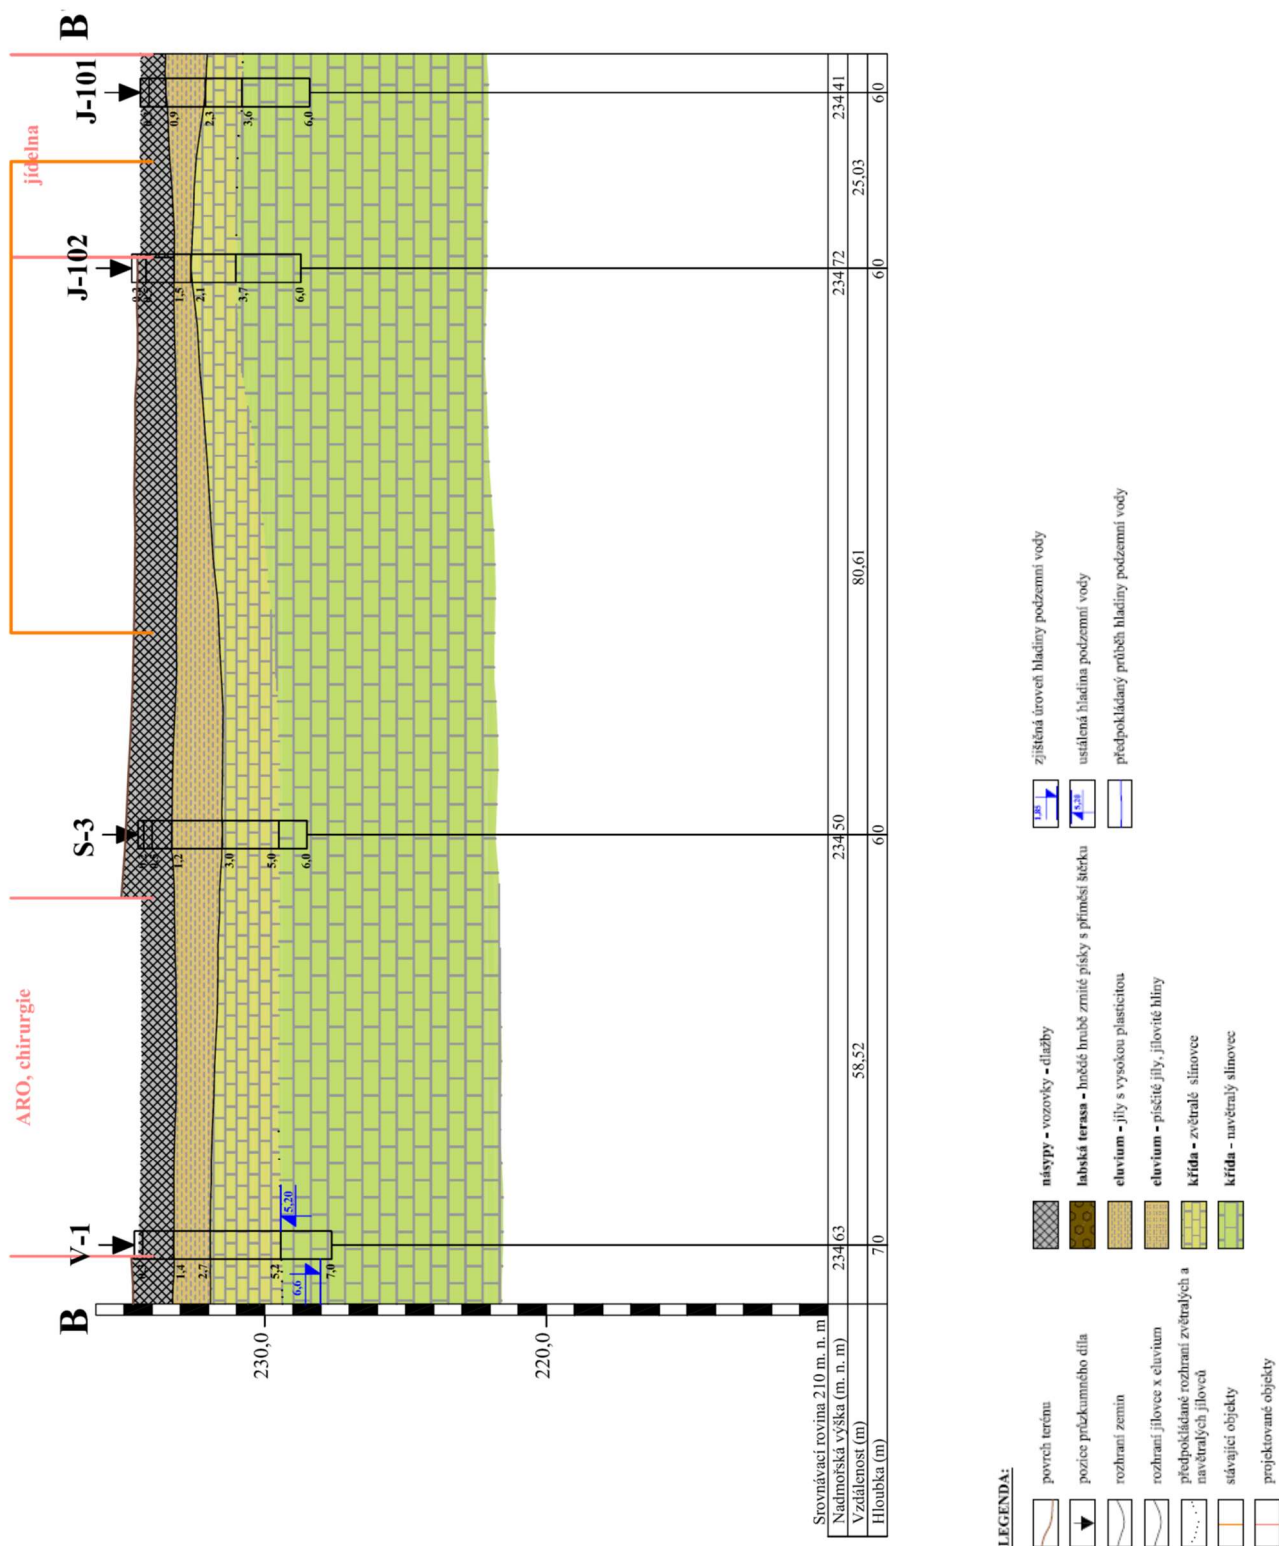 B
B
ARO, chirurgie
jídelna
V-1
S-3
J-102
J-101
1,4
2,7
5,2
7,0
6,6
5,20
1,2
3,0
5,0
6,0
0,2
1,5
2,1
3,7
6,0
0,9
2,3
3,6
6,0
230,0
220,0
Srovnávací rovina 210 m. n. m
Nadmořská výška (m. n. m) 234 63 234 50 234 72 234 41
Vzdálenost (m) 58,52 80,61 25,03
Hloubka (m) 7 0 6 0 6 0 6 0
LEGENDA:
povrch terénu
pozice průzkumného díla
rozhraní zemin
rozhraní jílovce x eluvium
předpokládané rozhraní zvětralých a
navětralých jílovců
stávající objekty
projektované objekty
násypy - vozovky - dlažby
labská terasa - hnědé hrubě zrnité písky s příměsí štěrku
eluvium - jíly s vysokou plasticitou
eluvium - písčité jíly, jílovité hlíny
křída - zvětralé slínovce
křída - navětralý slínovec
1,85
zjištěná úroveň hladiny podzemní vody
5,20
ustálená hladina podzemní vody
předpokládaný průběh hladiny podzemní vody